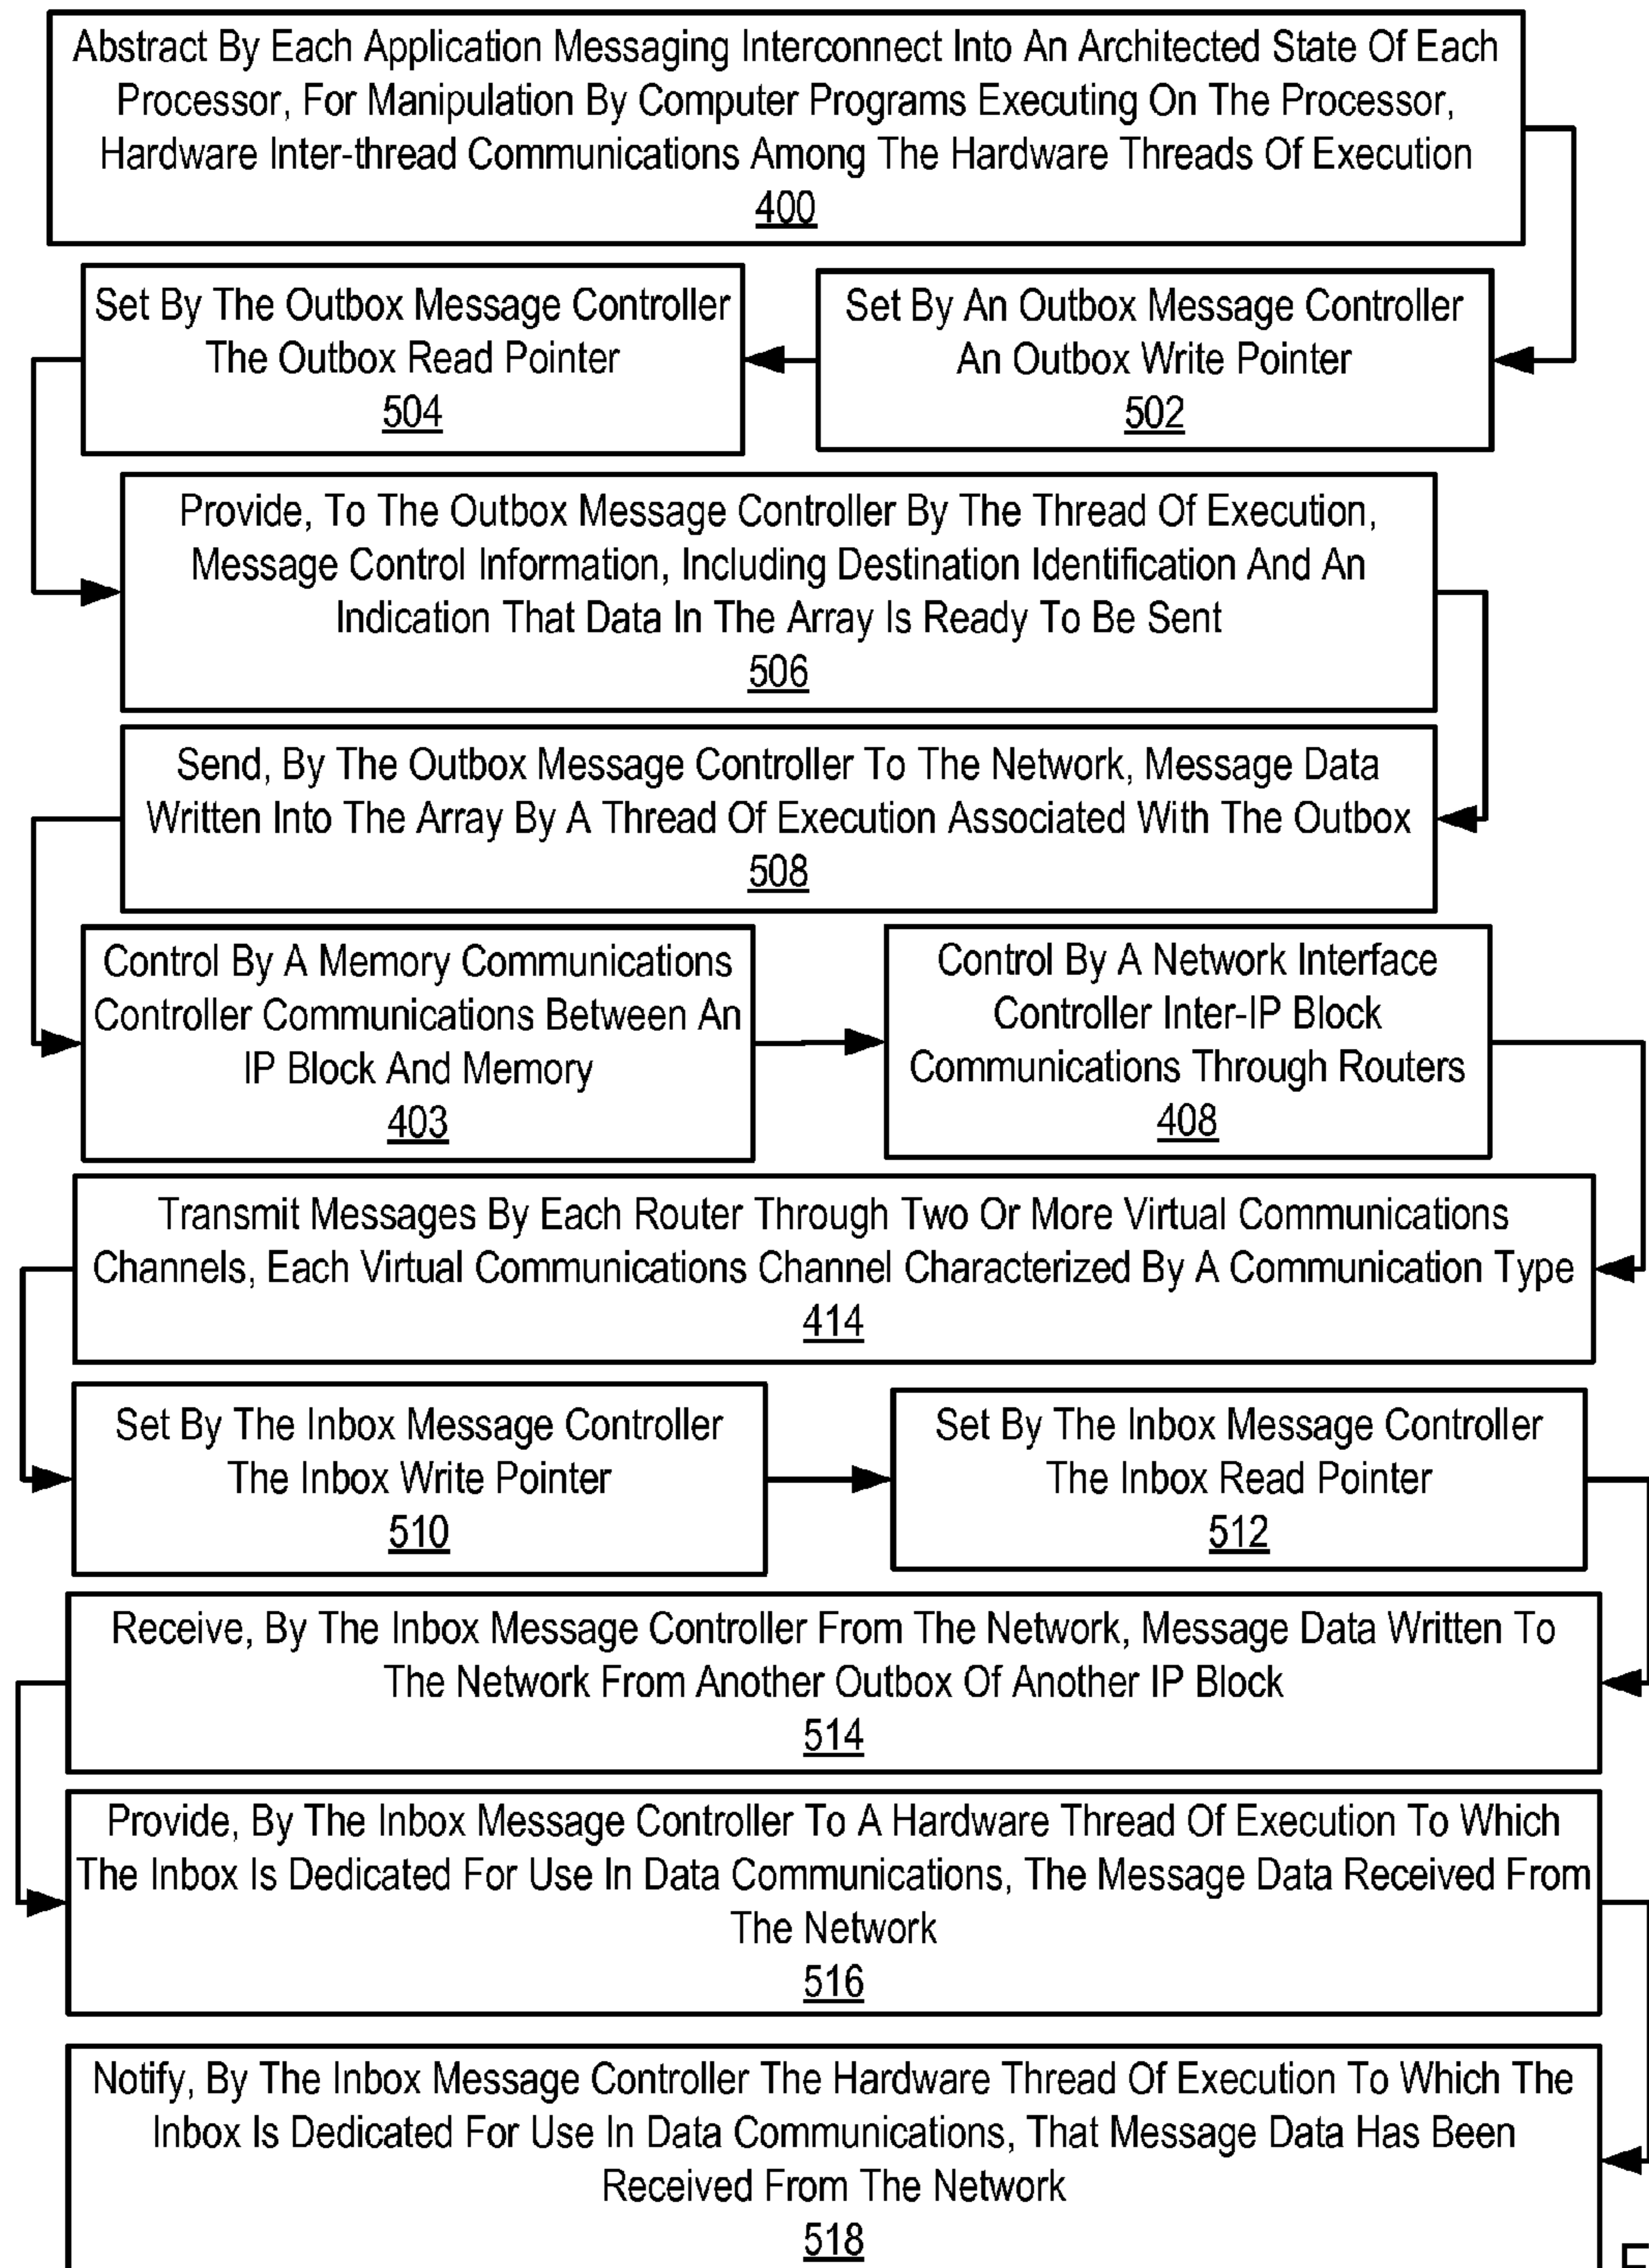 Abstract By Each Application Messaging Interconnect Into An Architected State Of Each
Processor, For Manipulation By Computer Programs Executing On The Processor,
Hardware Inter-thread Communications Among The Hardware Threads Of Execution
400
Set By An Outbox Message Controller
An Outbox Write Pointer
502
Set By The Outbox Message Controller
The Outbox Read Pointer
504
Provide, To The Outbox Message Controller By The Thread Of Execution,
Message Control Information, Including Destination Identification And An
Indication That Data In The Array Is Ready To Be Sent
506
Send, By The Outbox Message Controller To The Network, Message Data
Written Into The Array By A Thread Of Execution Associated With The Outbox
508
Control By A Memory Communications
Controller Communications Between An
IP Block And Memory
403
Control By A Network Interface
Controller Inter-IP Block
Communications Through Routers
408
Transmit Messages By Each Router Through Two Or More Virtual Communications
Channels, Each Virtual Communications Channel Characterized By A Communication Type
414
Set By The Inbox Message Controller
The Inbox Write Pointer
510
Set By The Inbox Message Controller
The Inbox Read Pointer
512
Receive, By The Inbox Message Controller From The Network, Message Data Written To
The Network From Another Outbox Of Another IP Block
514
Provide, By The Inbox Message Controller To A Hardware Thread Of Execution To Which
The Inbox Is Dedicated For Use In Data Communications, The Message Data Received From
The Network
516
Notify, By The Inbox Message Controller The Hardware Thread Of Execution To Which The
Inbox Is Dedicated For Use In Data Communications, That Message Data Has Been
Received From The Network
518